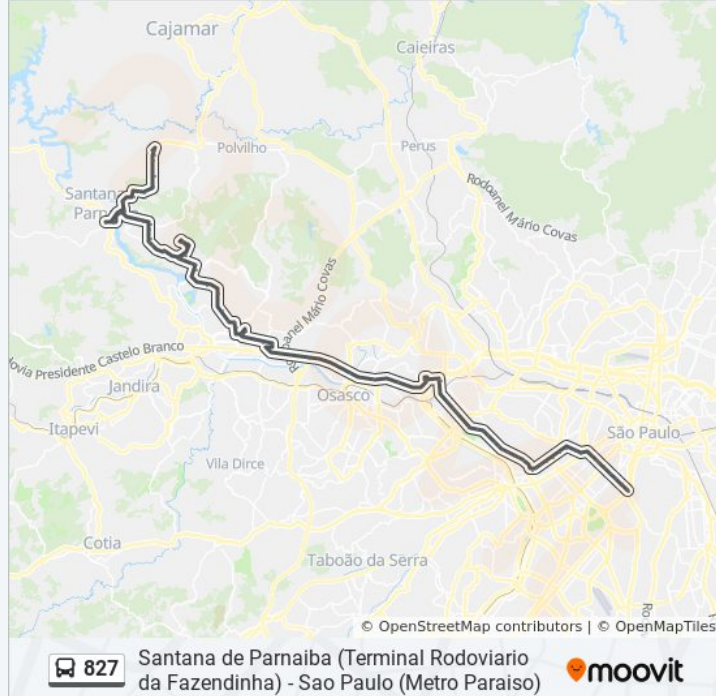 Cajamar
Caieiras
Polvilho
Perus
Rodoanel Mário Covas
Santana
Parn
Rodoanel Mário Covas
dovia Presidente Castelo Branco
Jandira
Osasco
Itapevi
São Paulo
Vila Dirce
Cotia
Taboão da Serra
Ro
© OpenStreetMap contributors | © OpenMapTiles
827
Santana de Parnaiba (Terminal Rodoviario
da Fazendinha) - Sao Paulo (Metro Paraiso)
moovit